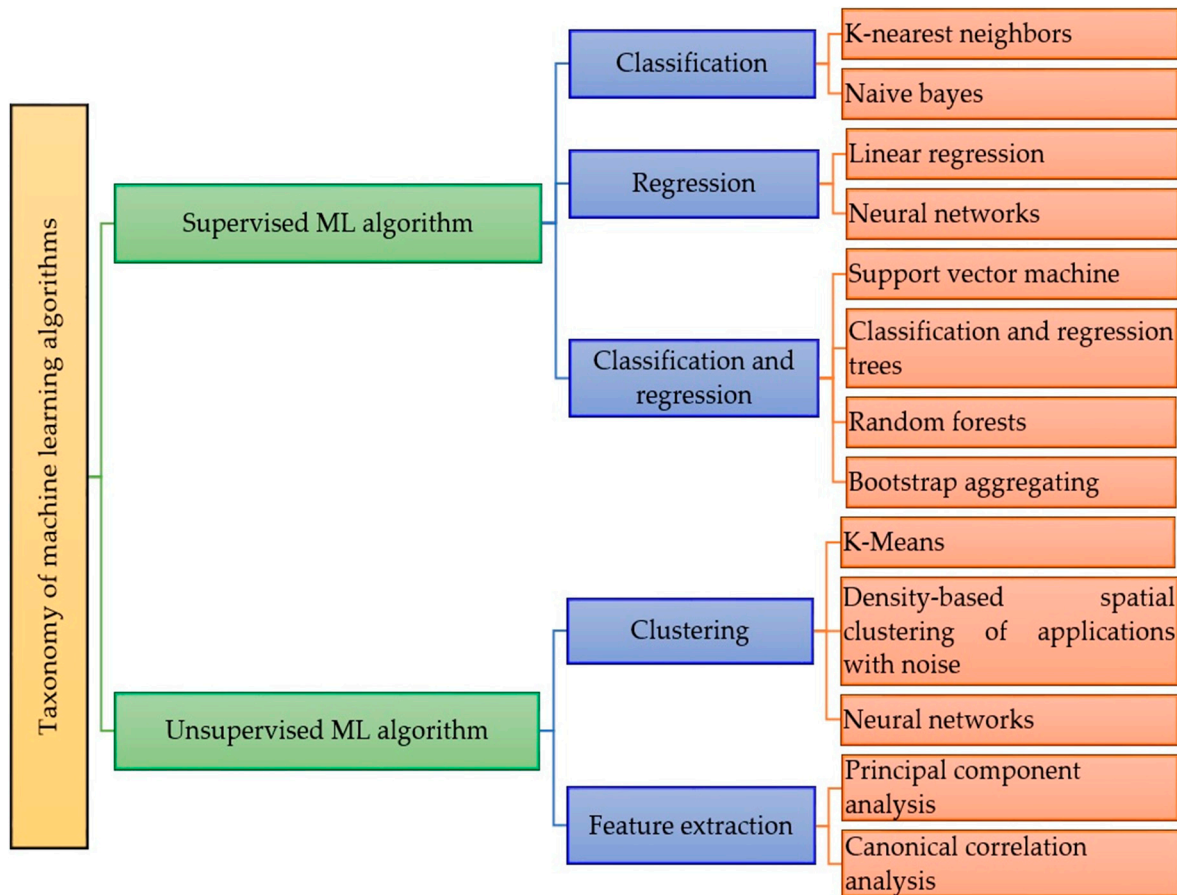 Taxonomy of machine learning algorithms
Supervised ML algorithm
Classification
K-nearest neighbors
Naive bayes
Regression
Linear regression
Neural networks
Classification and
regression
Support vector machine
Classification and regression
trees
Random forests
Bootstrap aggregating
Unsupervised ML algorithm
Clustering
K-Means
Density-based spatial
clustering of applications
with noise
Neural networks
Feature extraction
Principal component
analysis
Canonical correlation
analysis